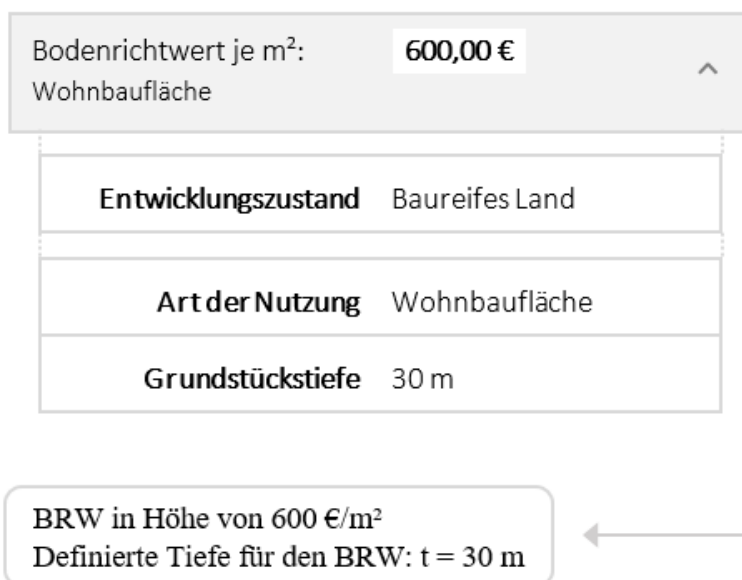 Bodenrichtwert je m²: 600,00 €
Wohnbaufläche
Entwicklungszustand Baureifes Land
Art der Nutzung Wohnbaufläche
Grundstückstiefe 30 m
BRW in Höhe von 600 €/m²
Definierte Tiefe für den BRW: t = 30 m